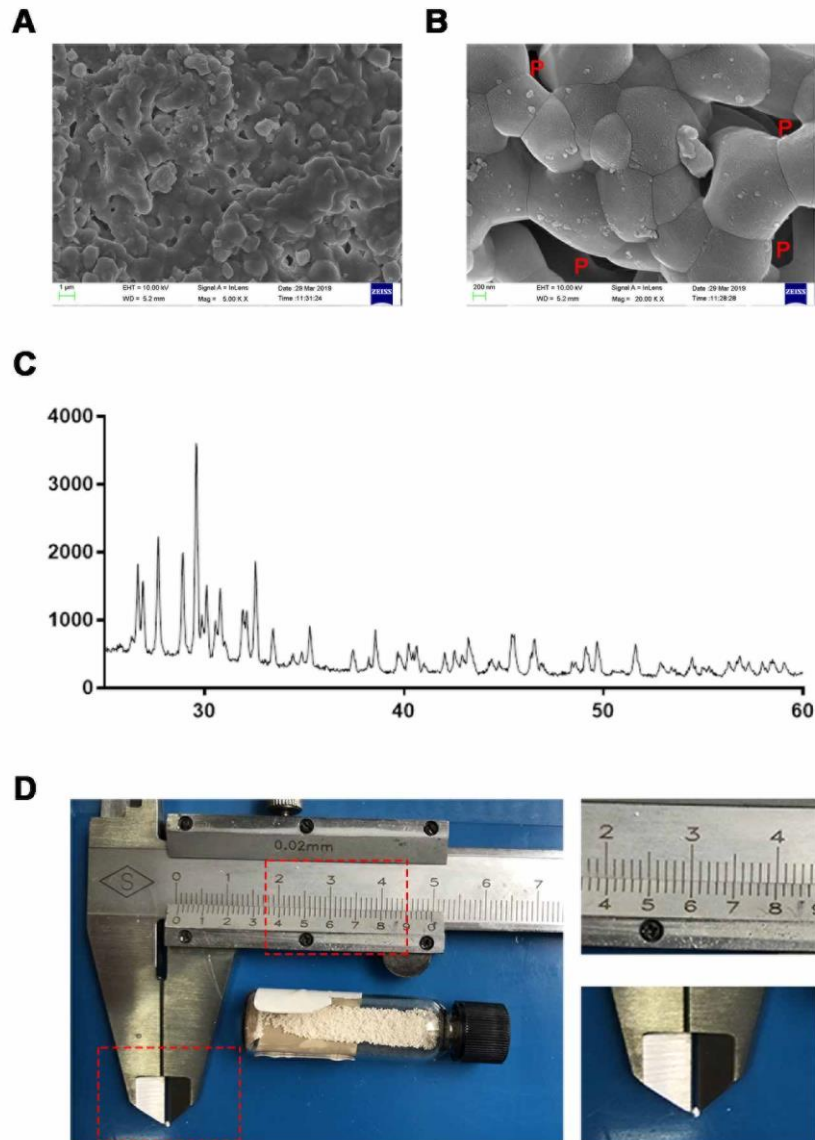 A
B
P
P
P
P
1 µm
EHT = 10.00 kV
Signal A = InLens
Date :29 Mar 2019
WD = 5.2 mm
Mag = 5.00 K X
Time :11:31:24
ZEISS
200 nm
EHT = 10.00 kV
Signal A = InLens
Date :29 Mar 2019
WD = 5.2 mm
Mag = 20.00 K X
Time :11:28:28
ZEISS
C
4000
3000
2000
1000
0
30 40 50 60
D
0.02mm
S
0 1 2 3 4 5 6 7
0 1 2 3 4 5 6 7 8 9 0
2 3 4
4 5 6 7 8 9